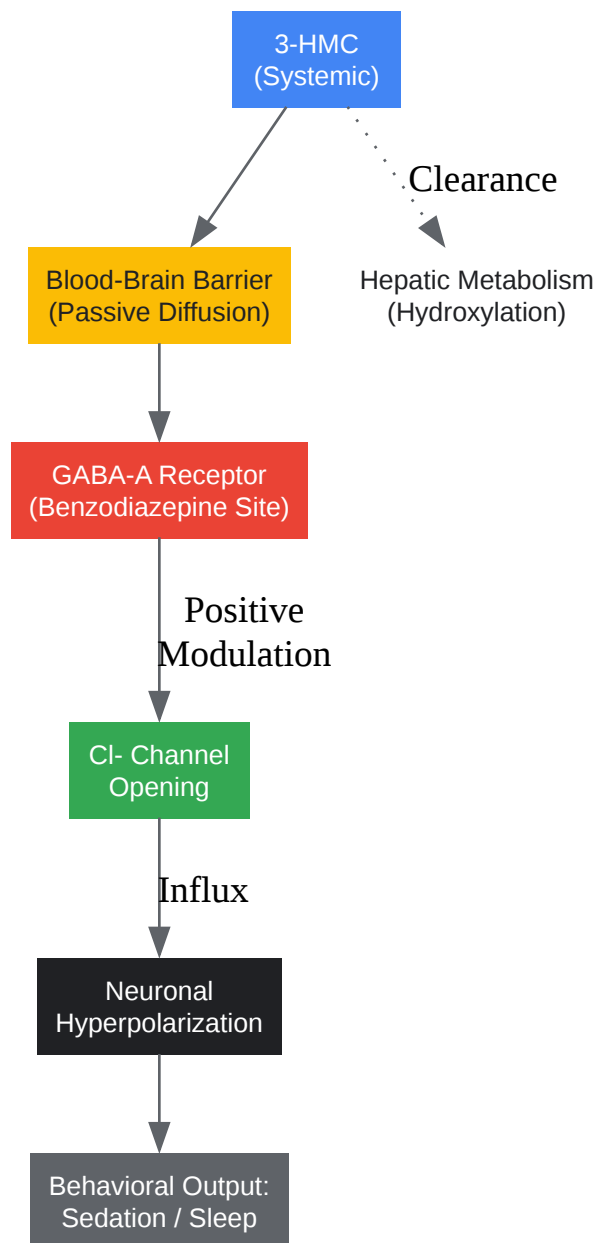 3-HMC
(Systemic)
Clearance
Blood-Brain Barrier
(Passive Diffusion)
Hepatic Metabolism
(Hydroxylation)
GABA-A Receptor
(Benzodiazepine Site)
Positive
Modulation
Cl- Channel
Opening
Influx
Neuronal
Hyperpolarization
Behavioral Output:
Sedation / Sleep